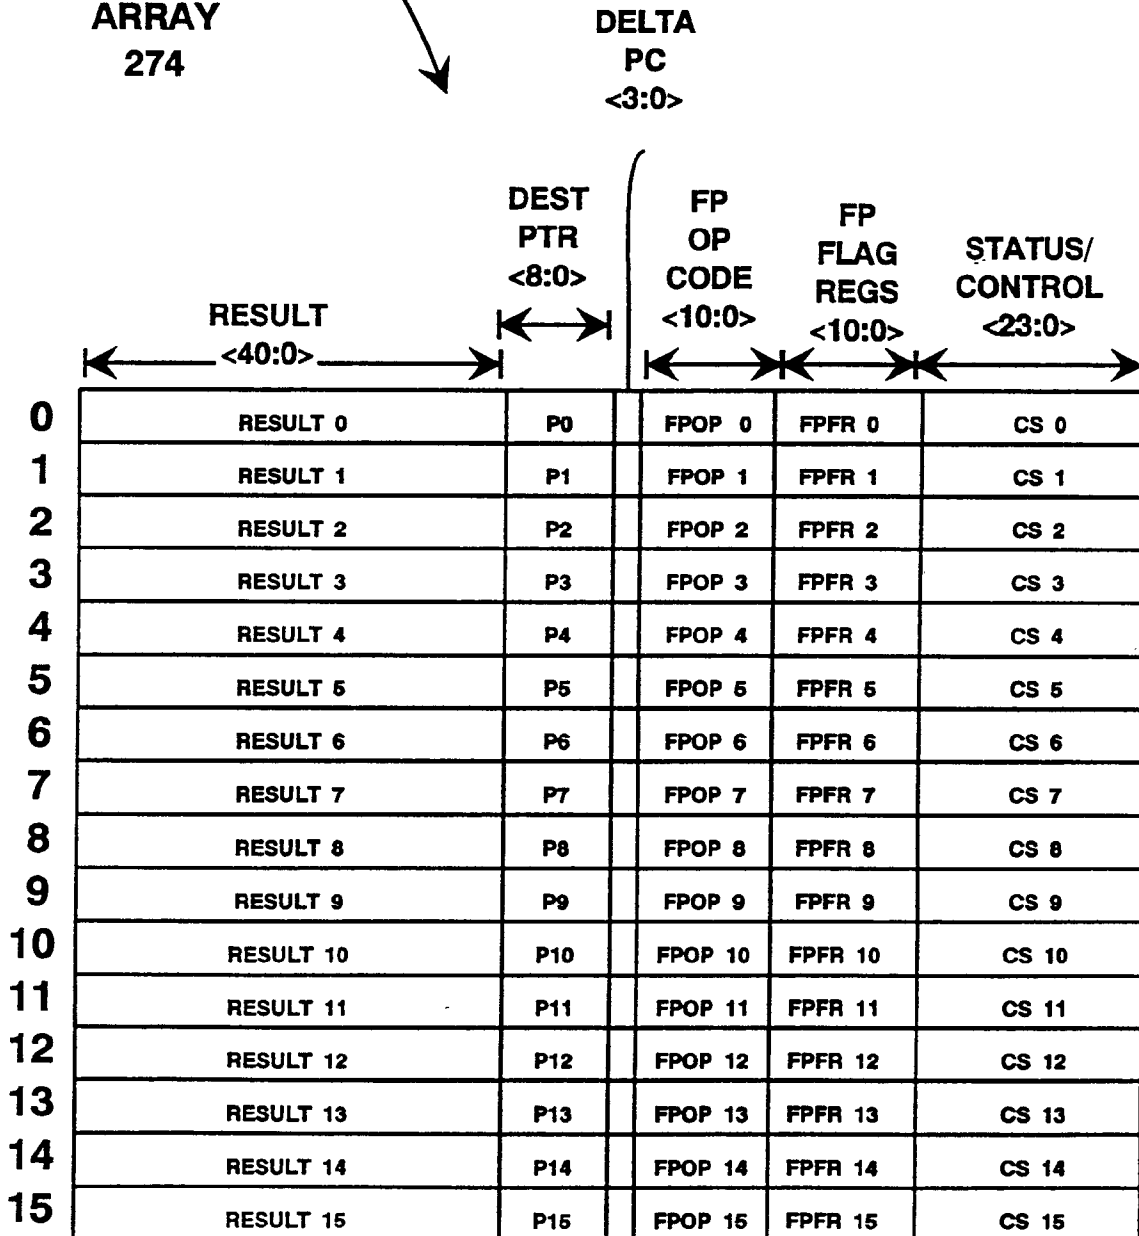 ARRAY
274
DELTA
PC
<3:0>
DEST
PTR
<8:0>
FP
OP
CODE
<10:0>
FP
FLAG
REGS
<10:0>
STATUS/
CONTROL
<23:0>
RESULT
<40:0>
0 RESULT 0 P0 FPOP 0 FPFR 0 CS 0
1 RESULT 1 P1 FPOP 1 FPFR 1 CS 1
2 RESULT 2 P2 FPOP 2 FPFR 2 CS 2
3 RESULT 3 P3 FPOP 3 FPFR 3 CS 3
4 RESULT 4 P4 FPOP 4 FPFR 4 CS 4
5 RESULT 5 P5 FPOP 5 FPFR 5 CS 5
6 RESULT 6 P6 FPOP 6 FPFR 6 CS 6
7 RESULT 7 P7 FPOP 7 FPFR 7 CS 7
8 RESULT 8 P8 FPOP 8 FPFR 8 CS 8
9 RESULT 9 P9 FPOP 9 FPFR 9 CS 9
10 RESULT 10 P10 FPOP 10 FPFR 10 CS 10
11 RESULT 11 P11 FPOP 11 FPFR 11 CS 11
12 RESULT 12 P12 FPOP 12 FPFR 12 CS 12
13 RESULT 13 P13 FPOP 13 FPFR 13 CS 13
14 RESULT 14 P14 FPOP 14 FPFR 14 CS 14
15 RESULT 15 P15 FPOP 15 FPFR 15 CS 15